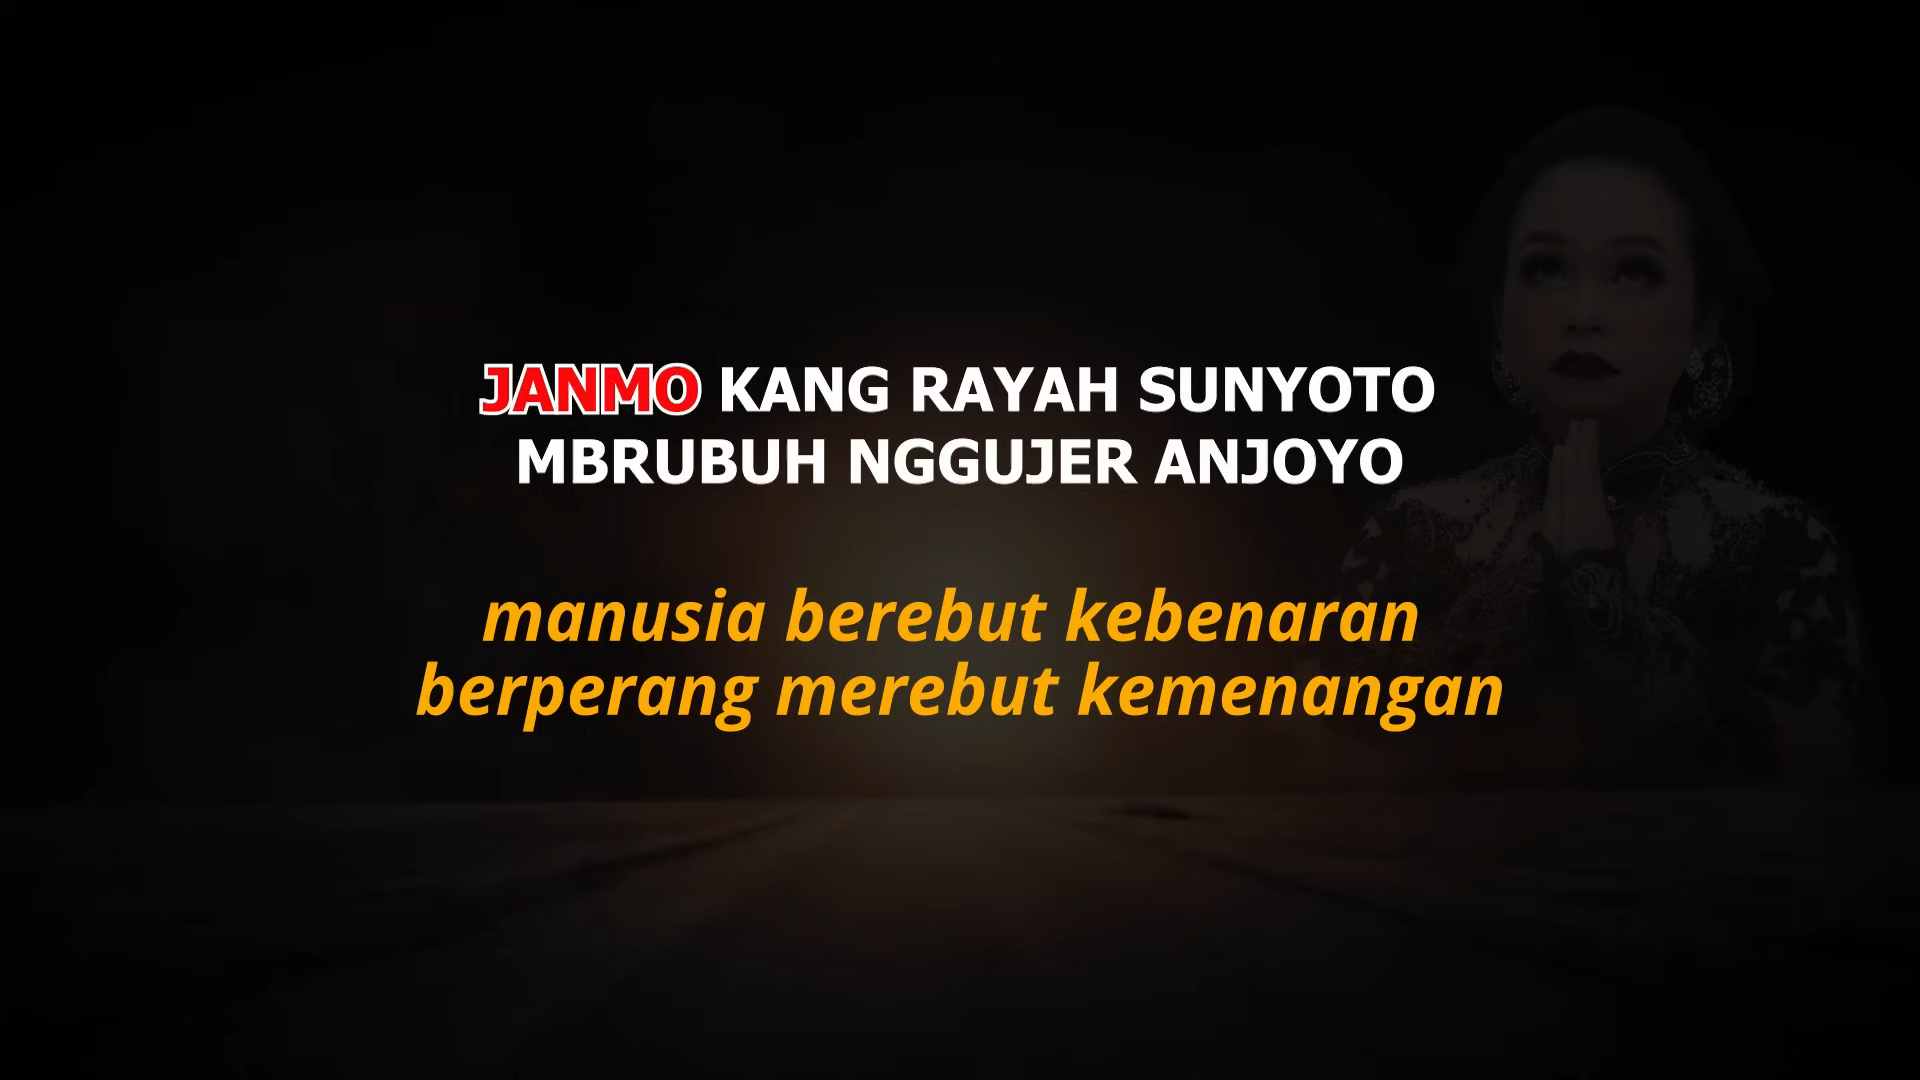 JANMO KANG RAYAH SUNYOTO
MBRUBUH NGGUJER ANJOYO
manusia berebut kebenaran
berperang merebut kemenangan